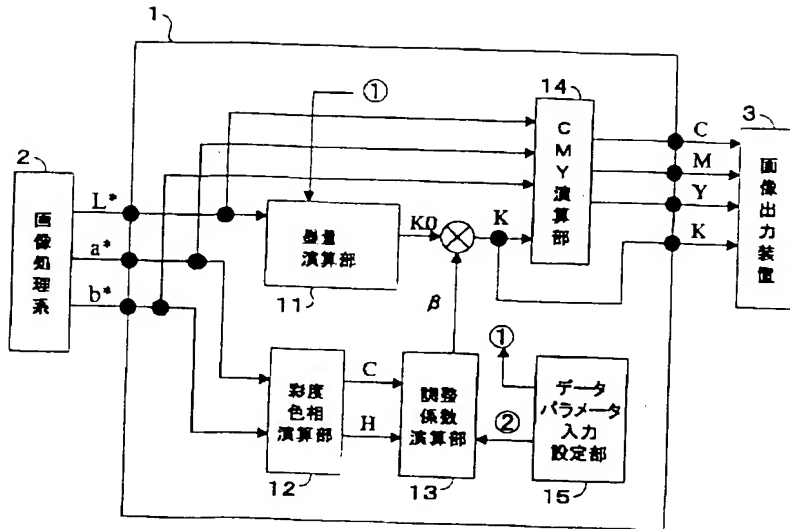 1
①
14
CMY演算部
3
画像出力装置
C
M
Y
K
2
画像処理系
L*
a*
b*
墨量
演算部
11
K0
K
β
彩度
色相
演算部
12
C
H
調整
係数
演算部
13
①
②
データ
パラメータ
入力
設定部
15